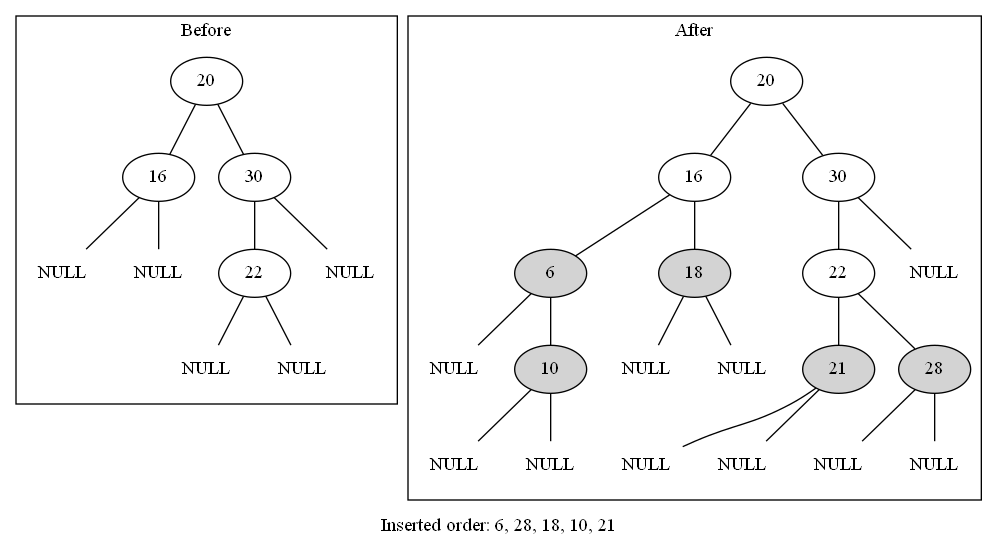 Before
20
16 30
NULL NULL 22 NULL
NULL NULL
After
20
16 30
6 18 22 NULL
NULL 10 NULL NULL 21 28
NULL NULL NULL NULL NULL NULL
Inserted order: 6, 28, 18, 10, 21